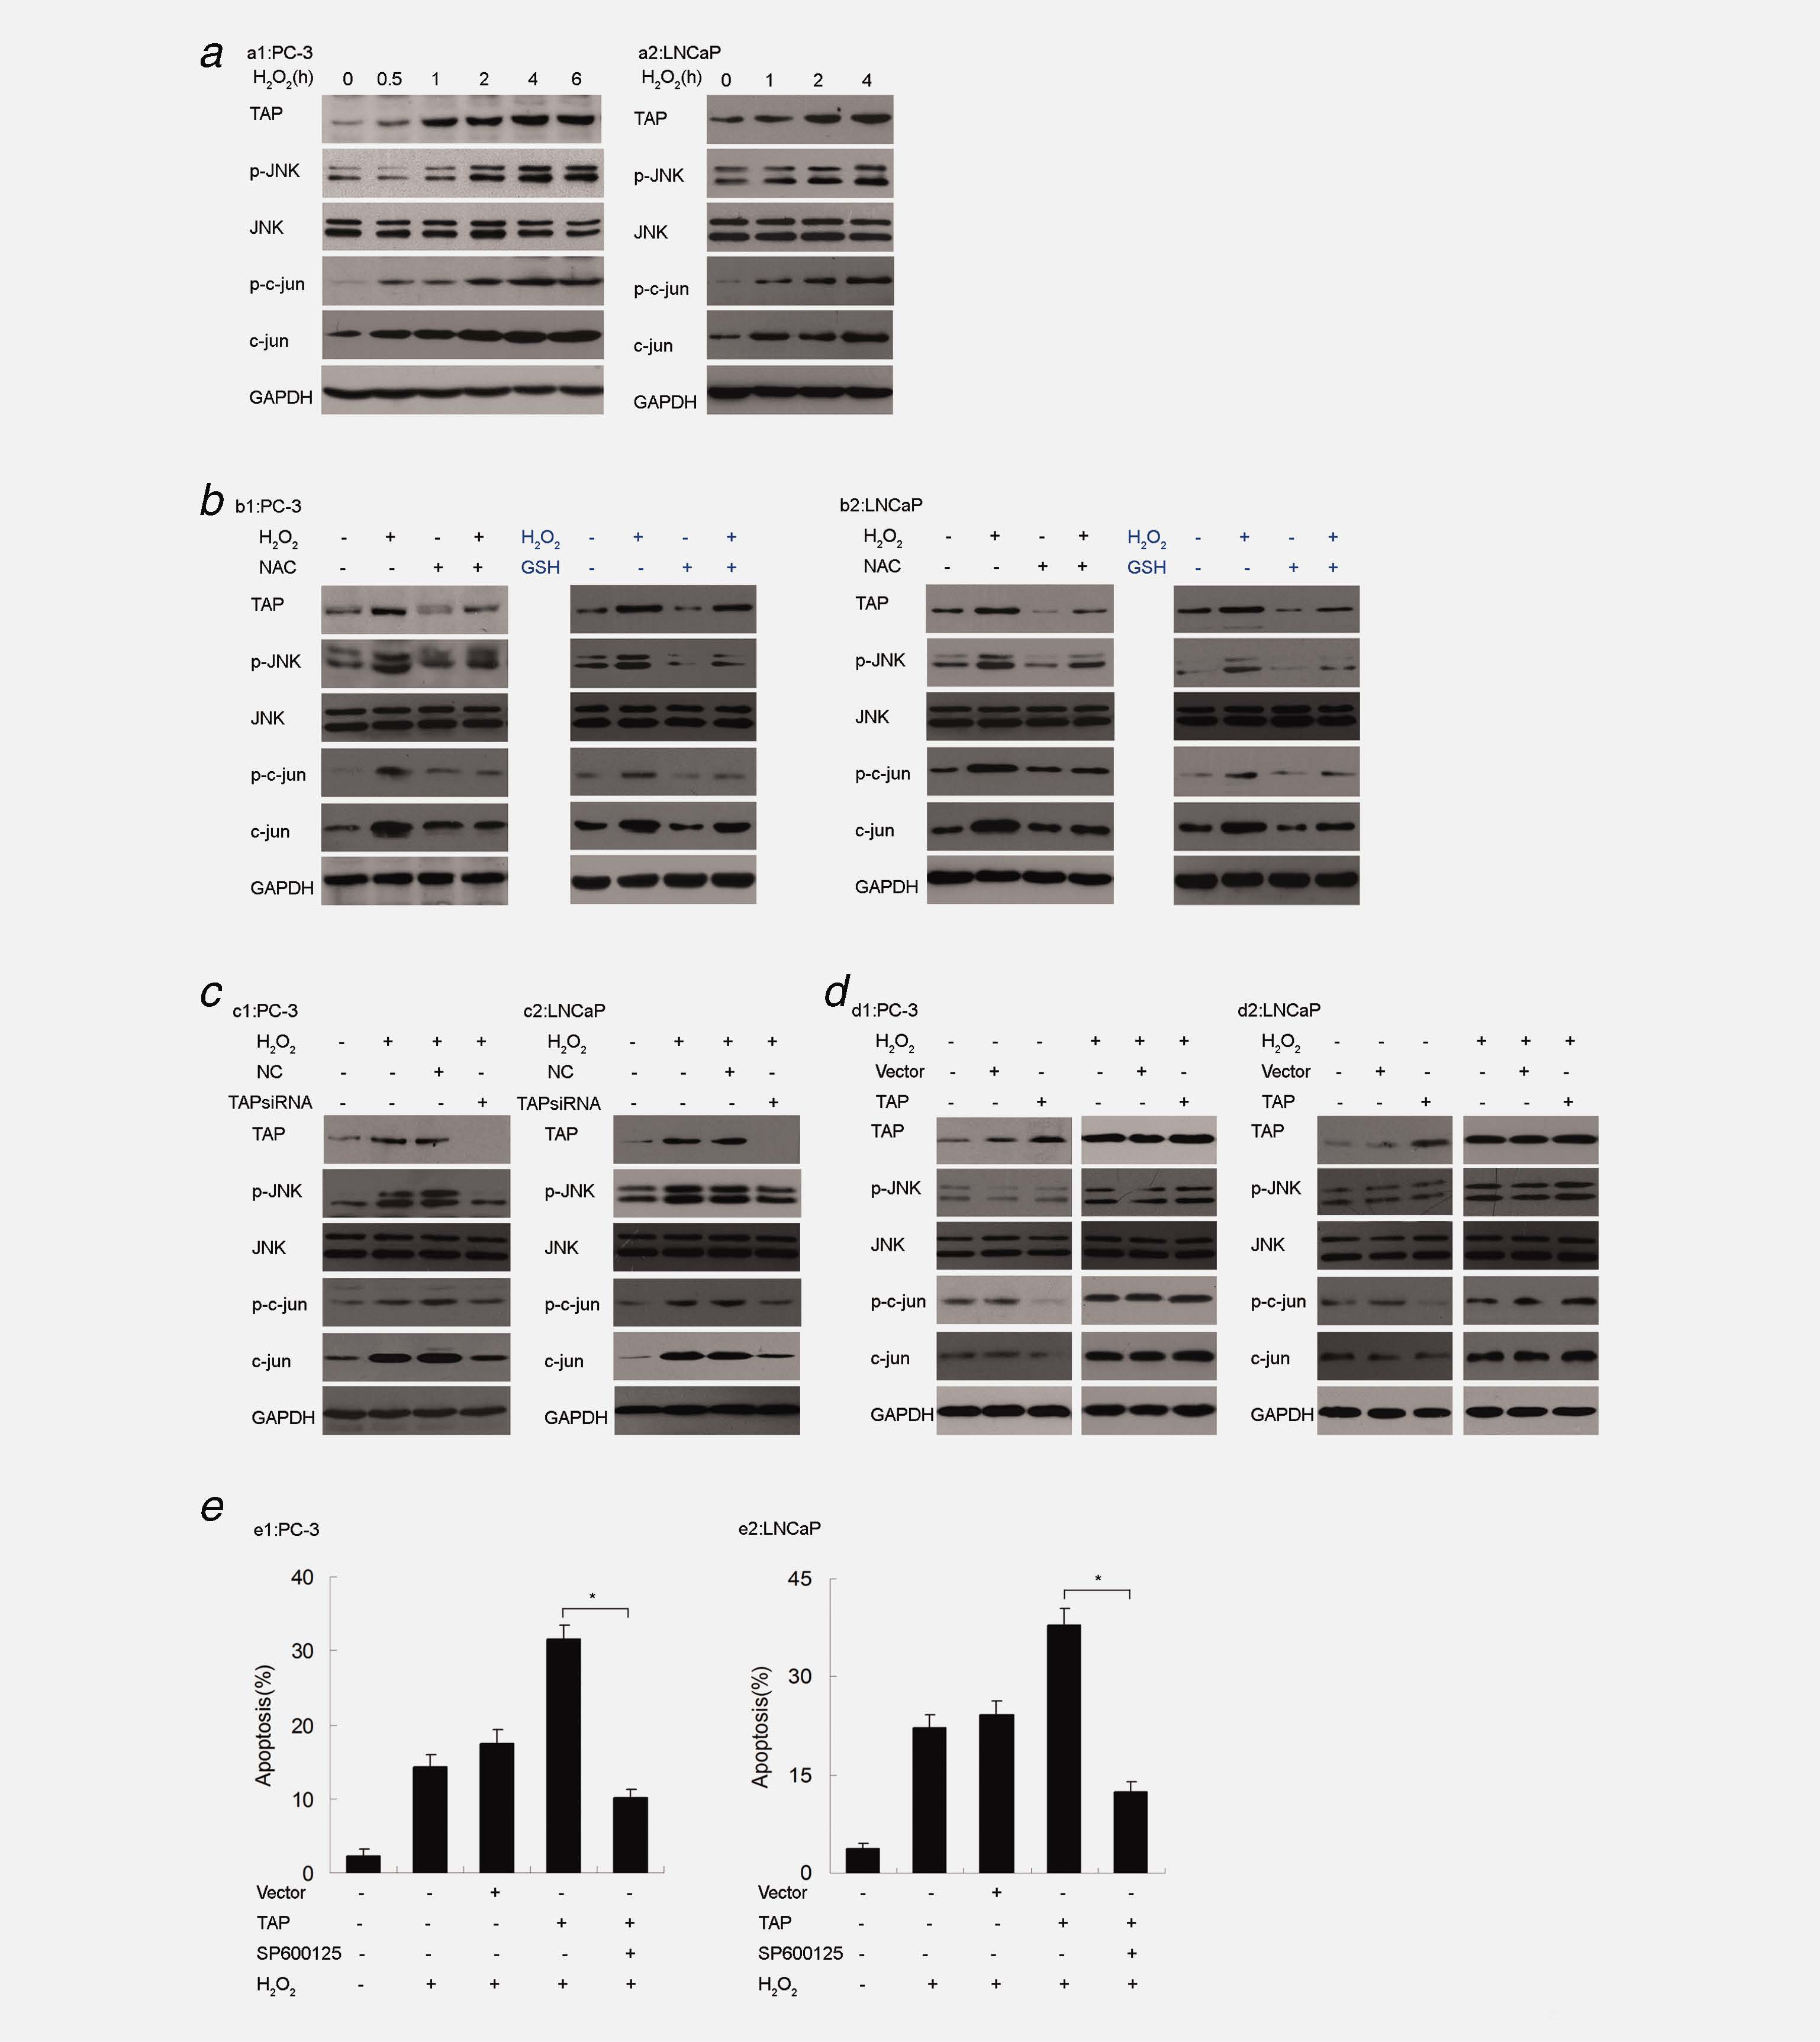 a
a1:PC-3
H2O2(h) 0 0.5 1 2 4 6
TAP
p-JNK
JNK
p-c-jun
c-jun
GAPDH
a2:LNCaP
H2O2(h) 0 1 2 4
TAP
p-JNK
JNK
p-c-jun
c-jun
GAPDH
b
b1:PC-3
H2O2 - + - +
NAC - - + +
TAP
p-JNK
JNK
p-c-jun
c-jun
GAPDH
H2O2 - + - +
GSH - - + +
b2:LNCaP
H2O2 - + - +
NAC - - + +
TAP
p-JNK
JNK
p-c-jun
c-jun
GAPDH
H2O2 - + - +
GSH - - + +
c
c1:PC-3
H2O2 - + + +
NC - - + -
TAPsiRNA - - - +
TAP
p-JNK
JNK
p-c-jun
c-jun
GAPDH
c2:LNCaP
H2O2 - + + +
NC - - + -
TAPsiRNA - - - +
TAP
p-JNK
JNK
p-c-jun
c-jun
GAPDH
d
d1:PC-3
H2O2 - - - + + +
Vector - + - - + -
TAP - - + - - +
TAP
p-JNK
JNK
p-c-jun
c-jun
GAPDH
d2:LNCaP
H2O2 - - - + + +
Vector - + - - + -
TAP - - + - - +
TAP
p-JNK
JNK
p-c-jun
c-jun
GAPDH
e
e1:PC-3
Apoptosis(%)
40
30
20
10
0
*
Vector - - + - -
TAP - - - + +
SP600125 - - - - +
H2O2 - + + + +
e2:LNCaP
Apoptosis(%)
45
30
15
0
*
Vector - - + - -
TAP - - - + +
SP600125 - - - - +
H2O2 - + + + +